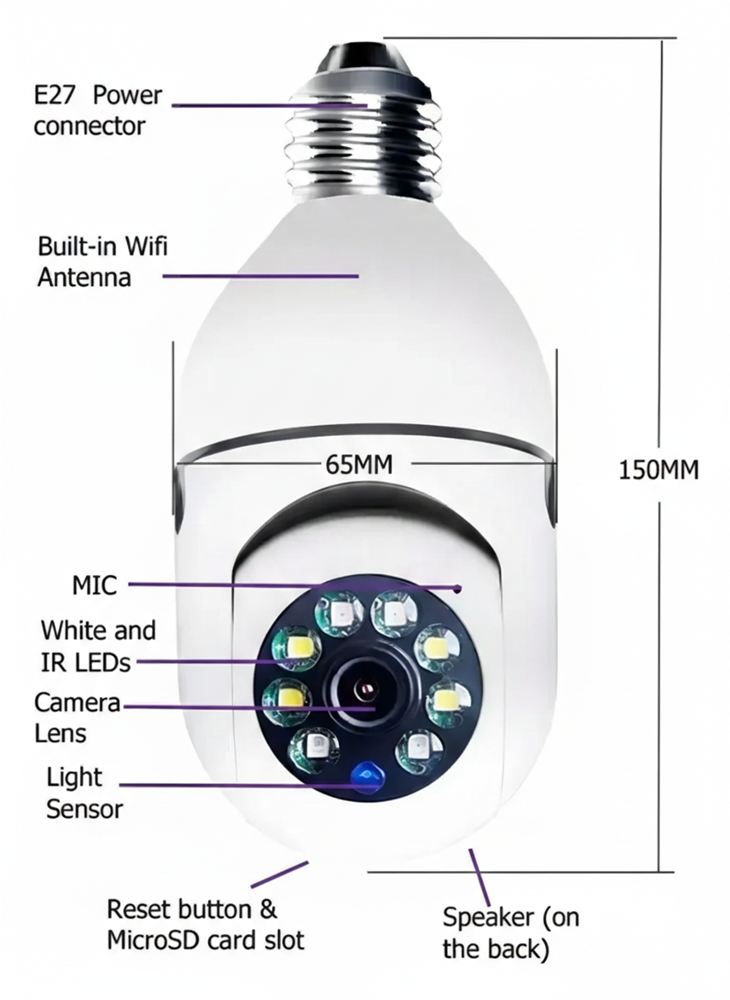 E27 Power
connector
Built-in Wifi
Antenna
65MM
150MM
MIC
White and
IR LEDs
Camera
Lens
Light
Sensor
Reset button &
MicroSD card slot
Speaker (on
the back)